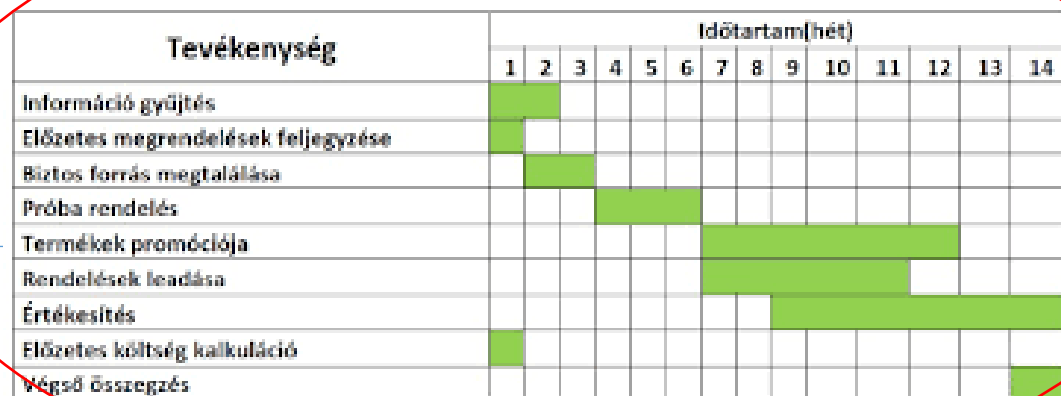 Tevékenység
Időtartam(hét)
1 2 3 4 5 6 7 8 9 10 11 12 13 14
Információ gyűjtés
Előzetes megrendelések feljegyzése
Biztos forrás megtalálása
Próba rendelés
Termékek promóciója
Rendelések leadása
Értékesítés
Előzetes költség kalkuláció
Végső összegzés